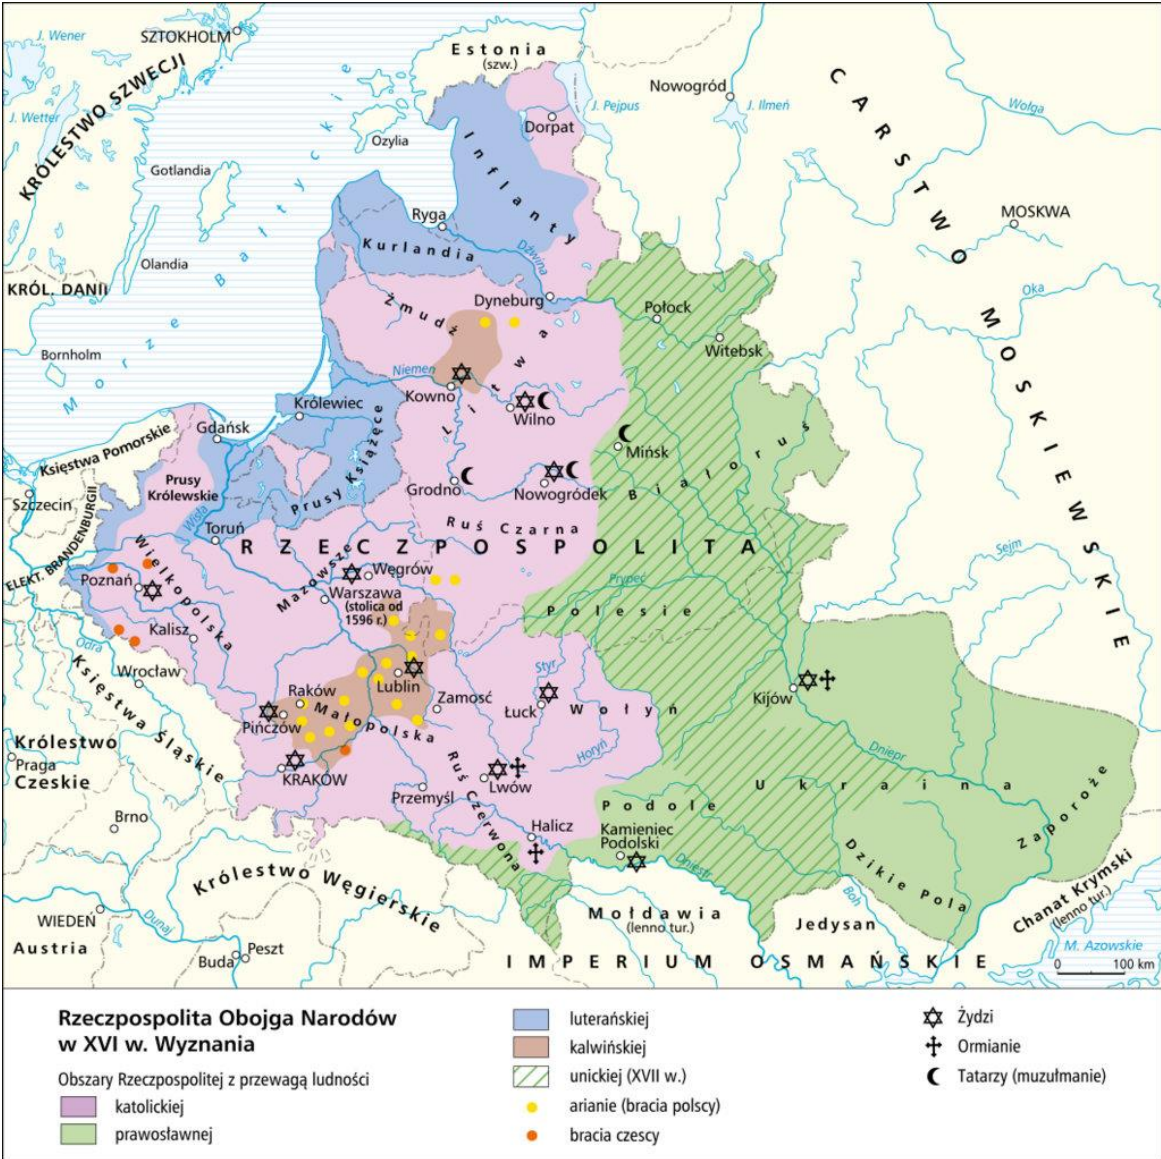 SZTOKHOLM
J. Wener
KRÓLESTWO SZWECJI
J. Wetter
Estonia
(szw.)
Nowogród
J. Pejpus
J. Ilmeń
Dorpat
Wołga
CARSTWO MOSKIEWSKIE
Ozylia
Gotlandia
Inflanty
MOSKWA
Ryga
Kurlandia
Dźwina
Olandia
Morze Bałtyckie
KRÓL. DANII
Oka
Dyneburg
Żmudź
Połock
Witebsk
Bornholm
Niemen
Kowno
Litwa
Wilno
Królewiec
Gdańsk
Księstwa Pomorskie
Mińsk
Białoruś
Prusy
Królewskie
Prusy Książęce
Grodno
Nowogródek
Szczecin
Wisła
Toruń
Ruś Czarna
ELEKT. BRANDENBURGII
RZECZPOSPOLITA
Sejm
Wielkopolska
Mazowsze
Węgrów
Poznań
Warszawa
(stolica od
1596 r.)
Prypeć
Polesie
Kalisz
Odra
Wrocław
Księstwa Śląskie
Lublin
Styr
Kijów
Raków
Zamość
Łuck
Wołyń
Pińczów
Małopolska
Królestwo
Praga
Czeskie
Horyń
Dniepr
KRAKÓW
Lwów
Przemyśl
Ruś Czerwona
Ukraina
Zaporoże
Podole
Brno
Halicz
Kamieniec
Podolski
Dniestr
Dzikie Pola
Królestwo Węgierskie
Boh
Chanat Krymski
(lenno tur.)
WIEDEŃ
Dunaj
Mołdawia
(lenno tur.)
Jedysan
Austria
Peszt
Buda
M. Azowskie
IMPERIUM OSMAŃSKIE
0 100 km
Rzeczpospolita Obojga Narodów
w XVI w. Wyznania
Obszary Rzeczpospolitej z przewagą ludności
katolickiej
prawosławnej
luterańskiej
kalwińskiej
unickiej (XVII w.)
arianie (bracia polscy)
bracia czescy
Żydzi
Ormianie
Tatarzy (muzułmanie)